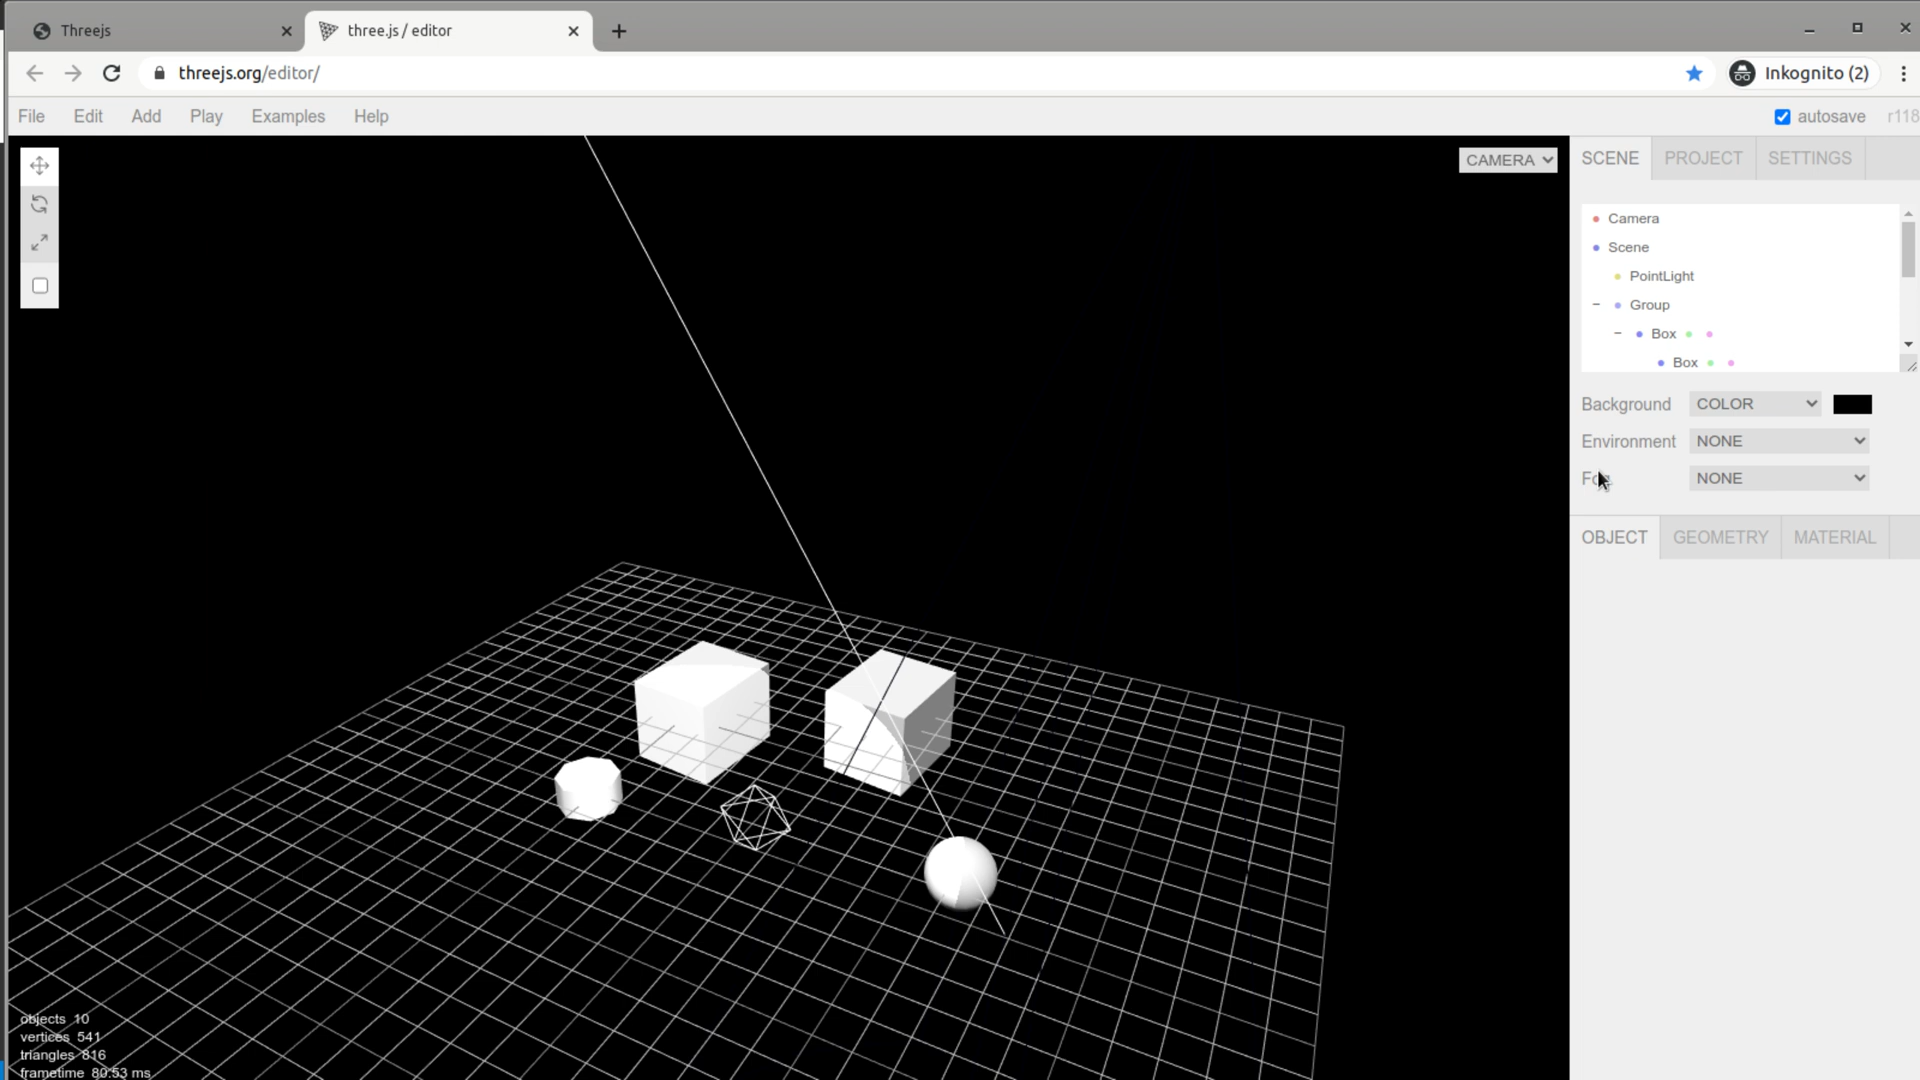 Threejs
three.js / editor
threejs.org/editor/
Inkognito (2)
File Edit Add Play Examples Help
autosave r118
CAMERA
SCENE PROJECT SETTINGS
Camera
Scene
PointLight
Group
Box
Box
Background COLOR
Environment NONE
NONE
OBJECT GEOMETRY MATERIAL
objects 10
vertices 541
triangles 816
frametime 80.53 ms